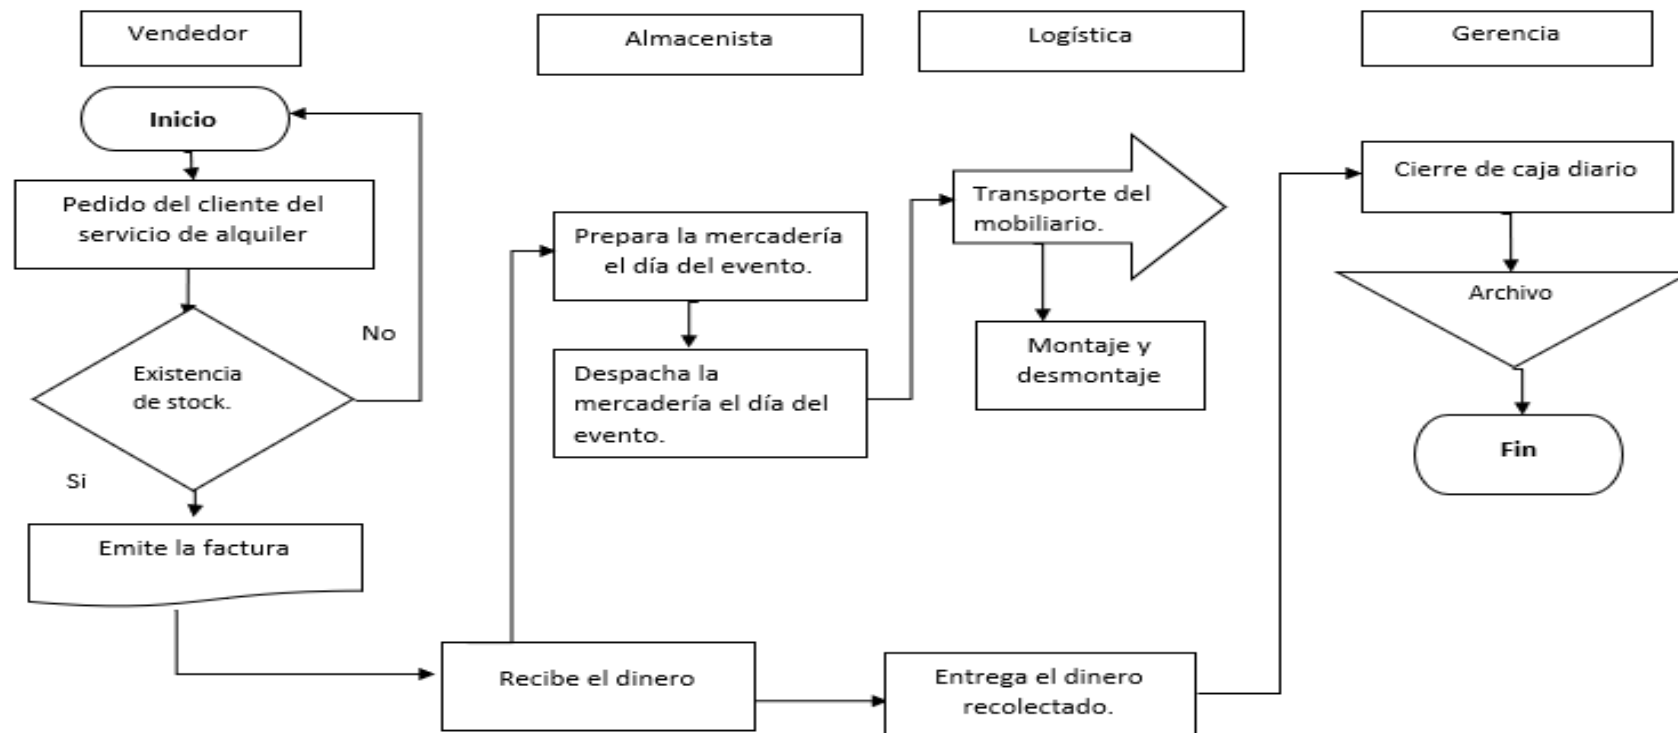 Vendedor
Almacenista
Logística
Gerencia
Inicio
Pedido del cliente del
servicio de alquiler
No
Existencia
de stock.
Si
Emite la factura
Recibe el dinero
Prepara la mercadería
el día del evento.
Despacha la
mercadería el día del
evento.
Transporte del
mobiliario.
Montaje y
desmontaje
Entrega el dinero
recolectado.
Cierre de caja diario
Archivo
Fin